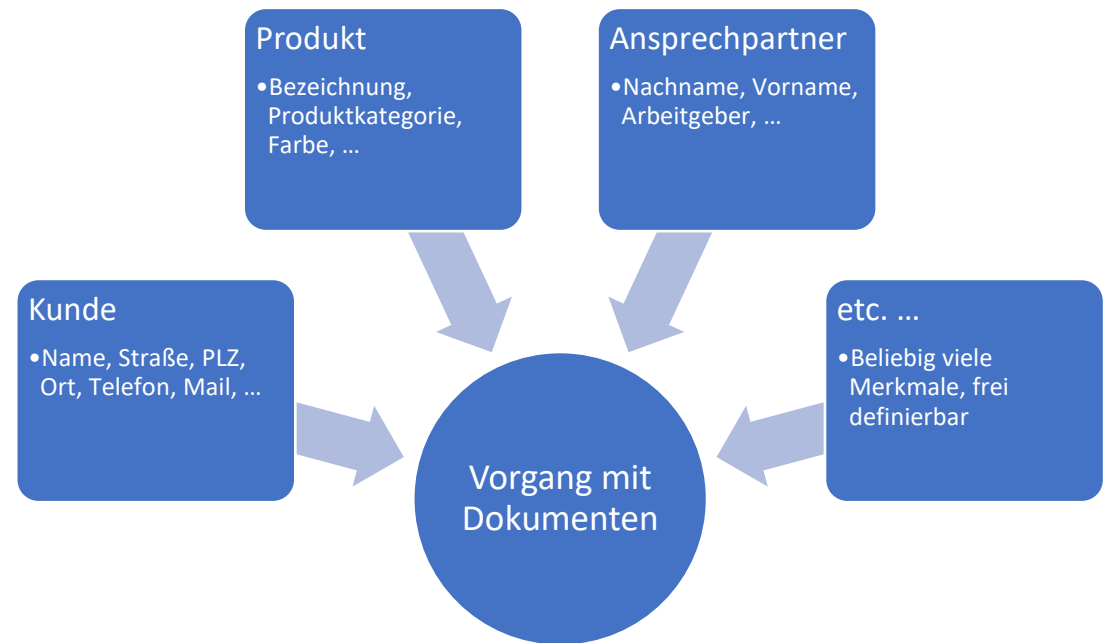 Produkt
•Bezeichnung,
Produktkategorie,
Farbe, …
Ansprechpartner
•Nachname, Vorname,
Arbeitgeber, …
Kunde
•Name, Straße, PLZ,
Ort, Telefon, Mail, …
etc. …
•Beliebig viele
Merkmale, frei
definierbar
Vorgang mit
Dokumenten